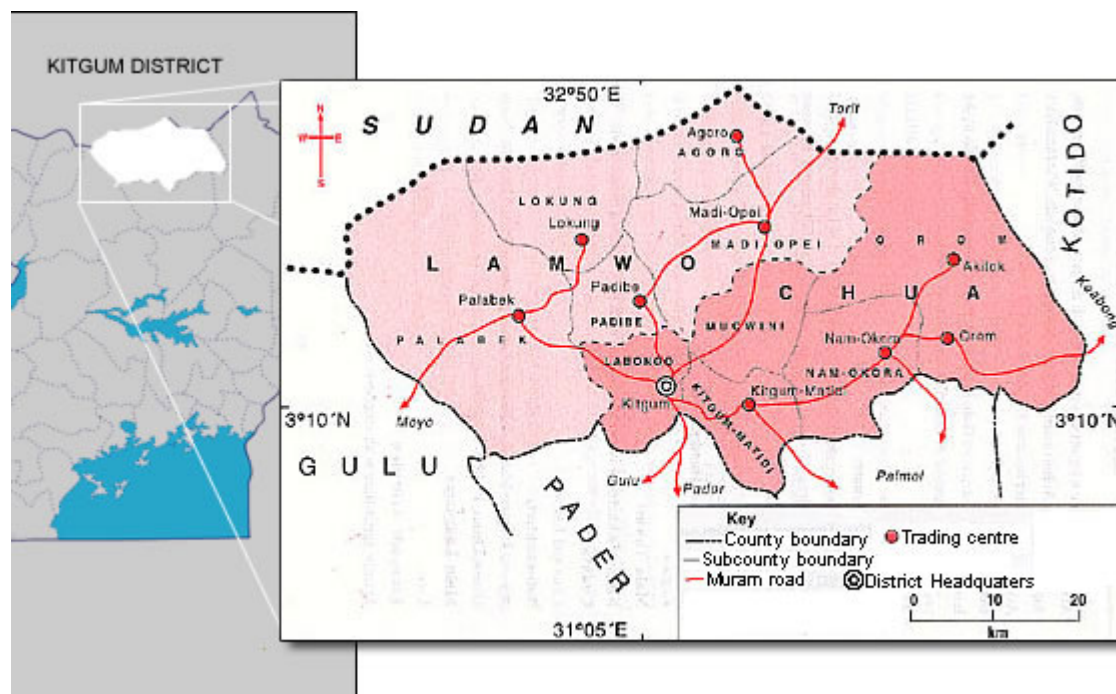 KITGUM DISTRICT
32°50´E
N
W E
S
SUDAN
Torit
KOTIDO
Agoro
AGORO
LOKUNG
Lokung
Madi-Opei
MADI OPEI
OROM
Akilok
LAMWO
CHUA
Kaabong
Palabek
PALABEK
Padibe
PADIBE
MUCWINI
Nam-Okora
NAM-OKORA
Orom
LABONGO
Kitgum
Kitgum-Matidi
KITGUM-MATIDI
Moyo
3°10´N
3°10´N
GULU
PADER
Gulu
Pader
Palmol
Key
County boundary
Trading centre
Subcounty boundary
Muram road
District Headquaters
0 10 20
km
31°05´E